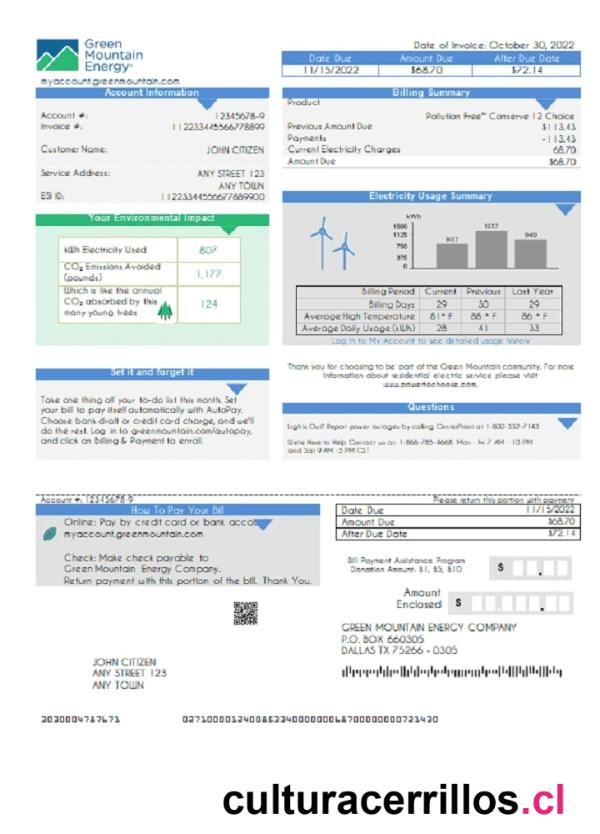 Green
Mountain
Energy
myaccount.greenmountain.com
Date of Invoice: October 30, 2022
Date Due Amount Due After Due Date
11/15/2022 $68.70 $72.14
Account Information
Account #: 12345678-9
Invoice #: 112233445566778899
Customer Name: JOHN CITIZEN
Service Address: ANY STREET 123
ANY TOWN
ESI ID: 1122334455667788990​0
Billing Summary
Product
Pollution Free™ Conserve 12 Choice
Previous Amount Due $113.43
Payments -113.43
Current Electricity Charges 68.70
Amount Due $68.70
Your Environmental Impact
kWh Electricity Used 807
CO₂ Emissions Avoided
(pounds) 1,177
Which is like the annual
CO₂ absorbed by this
many young trees 124
Electricity Usage Summary
kWh
1500
1125
750
375
0
807 1037 949
Billing Period Current Previous Last Year
Billing Days 29 30 29
Average High Temperature 81° F 88° F 86° F
Average Daily Usage (kWh) 28 41 33
Log in to My Account to see detailed usage history
Set it and forget it
Take one thing off your to-do list this month. Set
your bill to pay itself automatically with AutoPay.
Choose bank draft or credit card charge, and we'll
do the rest. Log in to greenmountain.com/autopay,
and click on Billing & Payment to enroll.
Thank you for choosing to be part of the Green Mountain community. For more
information about residential electric service please visit
www.powertochoose.com
Questions
Lights Out? Report power outages by calling CenterPoint at 1-800-332-7143
We're Here to Help Contact us at: 1-866-785-4668 Mon - Fri 7 AM - 10 PM
and Sat 9 AM -5 PM CST
Account #: 12345678-9
Please return this portion with payment
How To Pay Your Bill
Online: Pay by credit card or bank
myaccount.greenmountain.com
Check: Make check payable to
Green Mountain Energy Company.
Return payment with this portion of the bill. Thank You.
Date Due 11/15/2022
Amount Due $68.70
After Due Date $72.14
Bill Payment Assistance Program
Donation Amount: $1, $5, $10 $ .
Amount
Enclosed $ .
GREEN MOUNTAIN ENERGY COMPANY
P.O. BOX 660305
DALLAS TX 75266 - 0305
JOHN CITIZEN
ANY STREET 123
ANY TOWN
culturacerrillos.cl